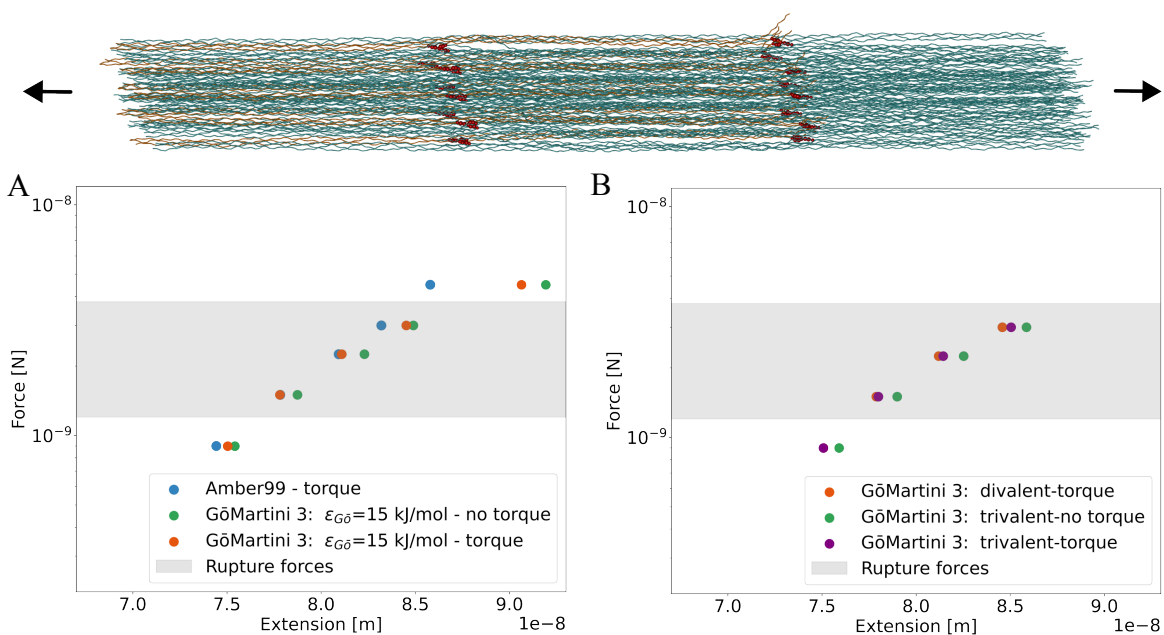 A
10⁻⁸
10⁻⁹
Force [N]
Amber99 - torque
GōMartini 3: ε_Gō=15 kJ/mol - no torque
GōMartini 3: ε_Gō=15 kJ/mol - torque
Rupture forces
7.0 7.5 8.0 8.5 9.0
Extension [m]
1e−8
B
10⁻⁸
10⁻⁹
Force [N]
GōMartini 3: divalent-torque
GōMartini 3: trivalent-no torque
GōMartini 3: trivalent-torque
Rupture forces
7.0 7.5 8.0 8.5 9.0
Extension [m]
1e−8